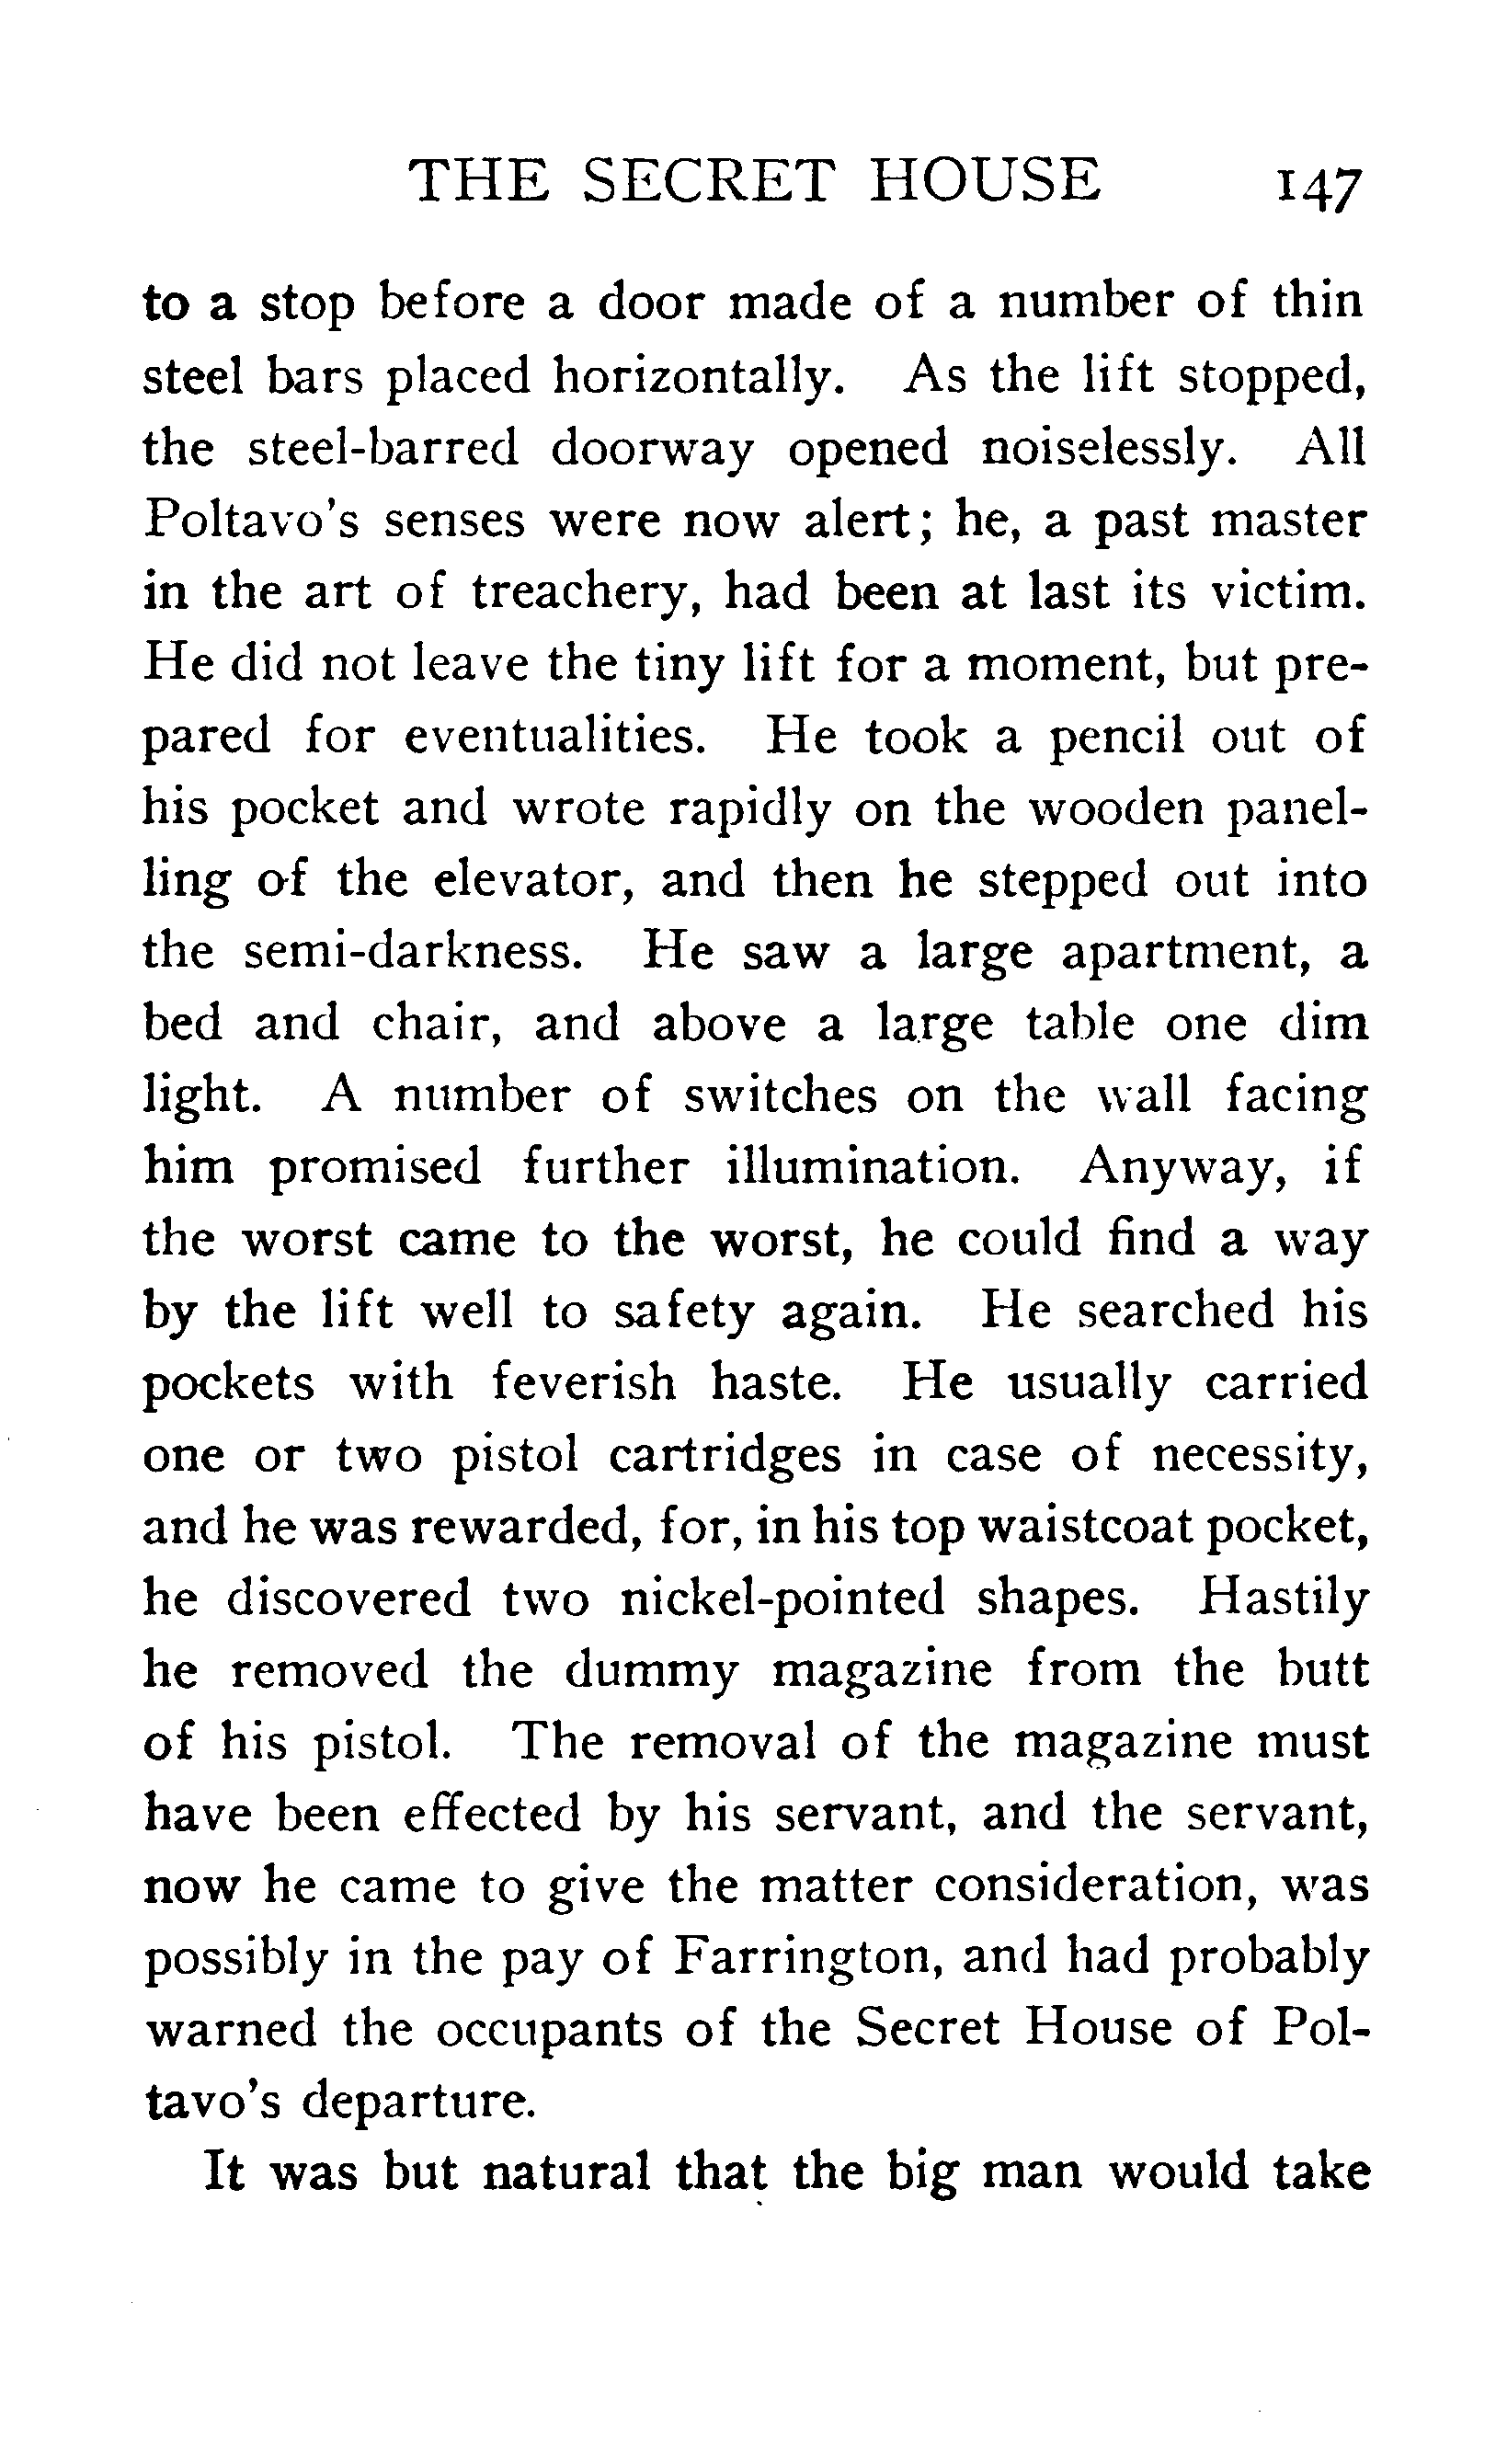 THE SECRET HOUSE 147
to a stop before a door made of a number of thin
steel bars placed horizontally. As the lift stopped,
the steel-barred doorway opened noiselessly. All
Poltavo's senses were now alert; he, a past master
in the art of treachery, had been at last its victim.
He did not leave the tiny lift for a moment, but pre-
pared for eventualities. He took a pencil out of
his pocket and wrote rapidly on the wooden panel-
ling of the elevator, and then he stepped out into
the semi-darkness. He saw a large apartment, a
bed and chair, and above a large table one dim
light. A number of switches on the wall facing
him promised further illumination. Anyway, if
the worst came to the worst, he could find a way
by the lift well to safety again. He searched his
pockets with feverish haste. He usually carried
one or two pistol cartridges in case of necessity,
and he was rewarded, for, in his top waistcoat pocket,
he discovered two nickel-pointed shapes. Hastily
he removed the dummy magazine from the butt
of his pistol. The removal of the magazine must
have been effected by his servant, and the servant,
now he came to give the matter consideration, was
possibly in the pay of Farrington, and had probably
warned the occupants of the Secret House of Pol-
tavo's departure.
It was but natural that the big man would take